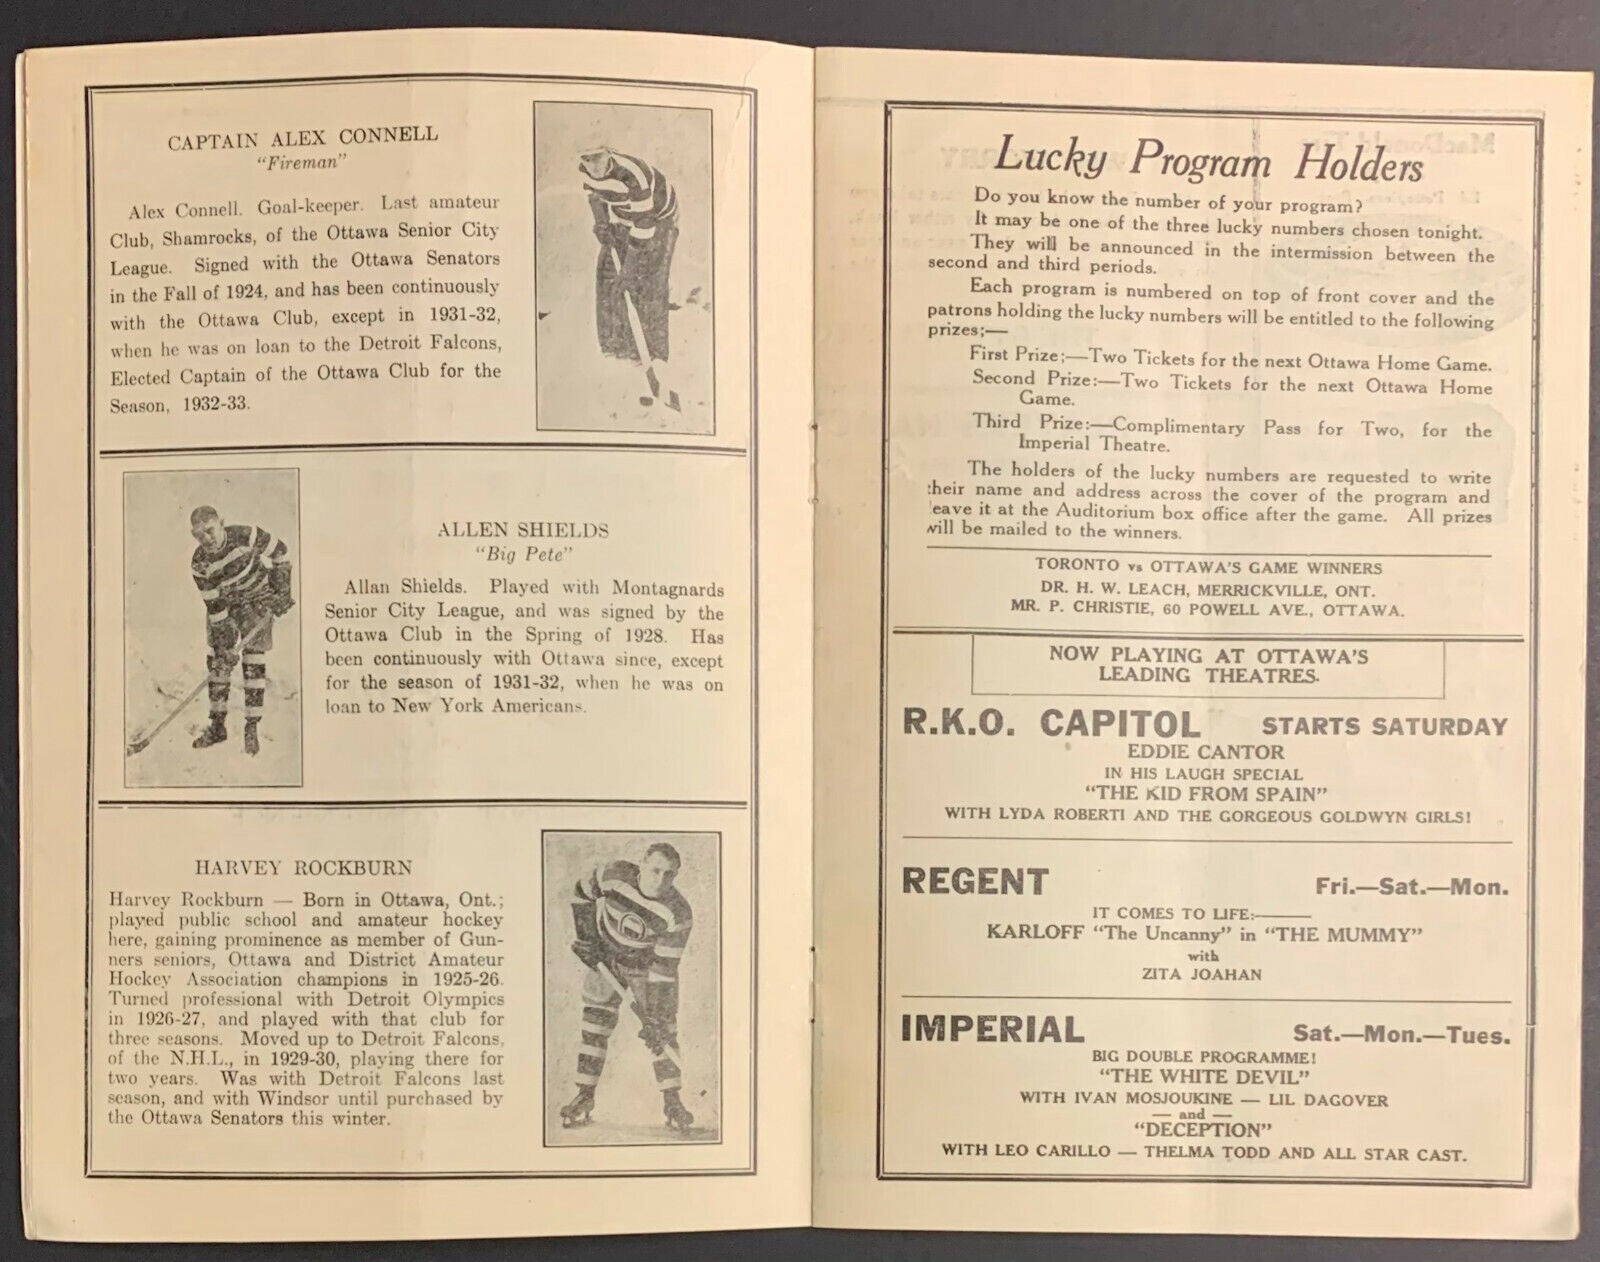 CAPTAIN ALEX CONNELL
"Fireman"
Alex Connell. Goal-keeper. Last amateur
Club, Shamrocks, of the Ottawa Senior City
League. Signed with the Ottawa Senators
in the Fall of 1924, and has been continuously
with the Ottawa Club, except in 1931-32,
when he was on loan to the Detroit Falcons,
Elected Captain of the Ottawa Club for the
Season, 1932-33.
ALLEN SHIELDS
"Big Pete"
Allan Shields. Played with Montagnards
Senior City League, and was signed by the
Ottawa Club in the Spring of 1928. Has
been continuously with Ottawa since, except
for the season of 1931-32, when he was on
loan to New York Americans.
HARVEY ROCKBURN
Harvey Rockburn — Born in Ottawa, Ont.;
played public school and amateur hockey
here, gaining prominence as member of Gun-
ners seniors, Ottawa and District Amateur
Hockey Association champions in 1925-26.
Turned professional with Detroit Olympics
in 1926-27, and played with that club for
three seasons. Moved up to Detroit Falcons,
of the N.H.L., in 1929-30, playing there for
two years. Was with Detroit Falcons last
season, and with Windsor until purchased by
the Ottawa Senators this winter.
Lucky Program Holders
Do you know the number of your program?
It may be one of the three lucky numbers chosen tonight.
They will be announced in the intermission between the
second and third periods.
Each program is numbered on top of front cover and the
patrons holding the lucky numbers will be entitled to the following
prizes;—
First Prize;—Two Tickets for the next Ottawa Home Game.
Second Prize:—Two Tickets for the next Ottawa Home
Game.
Third Prize:—Complimentary Pass for Two, for the
Imperial Theatre.
The holders of the lucky numbers are requested to write
their name and address across the cover of the program and
leave it at the Auditorium box office after the game. All prizes
will be mailed to the winners.
TORONTO vs OTTAWA'S GAME WINNERS
DR. H. W. LEACH, MERRICKVILLE, ONT.
MR. P. CHRISTIE, 60 POWELL AVE., OTTAWA.
NOW PLAYING AT OTTAWA'S
LEADING THEATRES.
R.K.O. CAPITOL STARTS SATURDAY
EDDIE CANTOR
IN HIS LAUGH SPECIAL
"THE KID FROM SPAIN"
WITH LYDA ROBERTI AND THE GORGEOUS GOLDWYN GIRLS!
REGENT Fri.—Sat.—Mon.
IT COMES TO LIFE:———
KARLOFF "The Uncanny" in "THE MUMMY"
with
ZITA JOAHAN
IMPERIAL Sat.—Mon.—Tues.
BIG DOUBLE PROGRAMME!
"THE WHITE DEVIL"
WITH IVAN MOSJOUKINE — LIL DAGOVER
— and —
"DECEPTION"
WITH LEO CARILLO — THELMA TODD AND ALL STAR CAST.